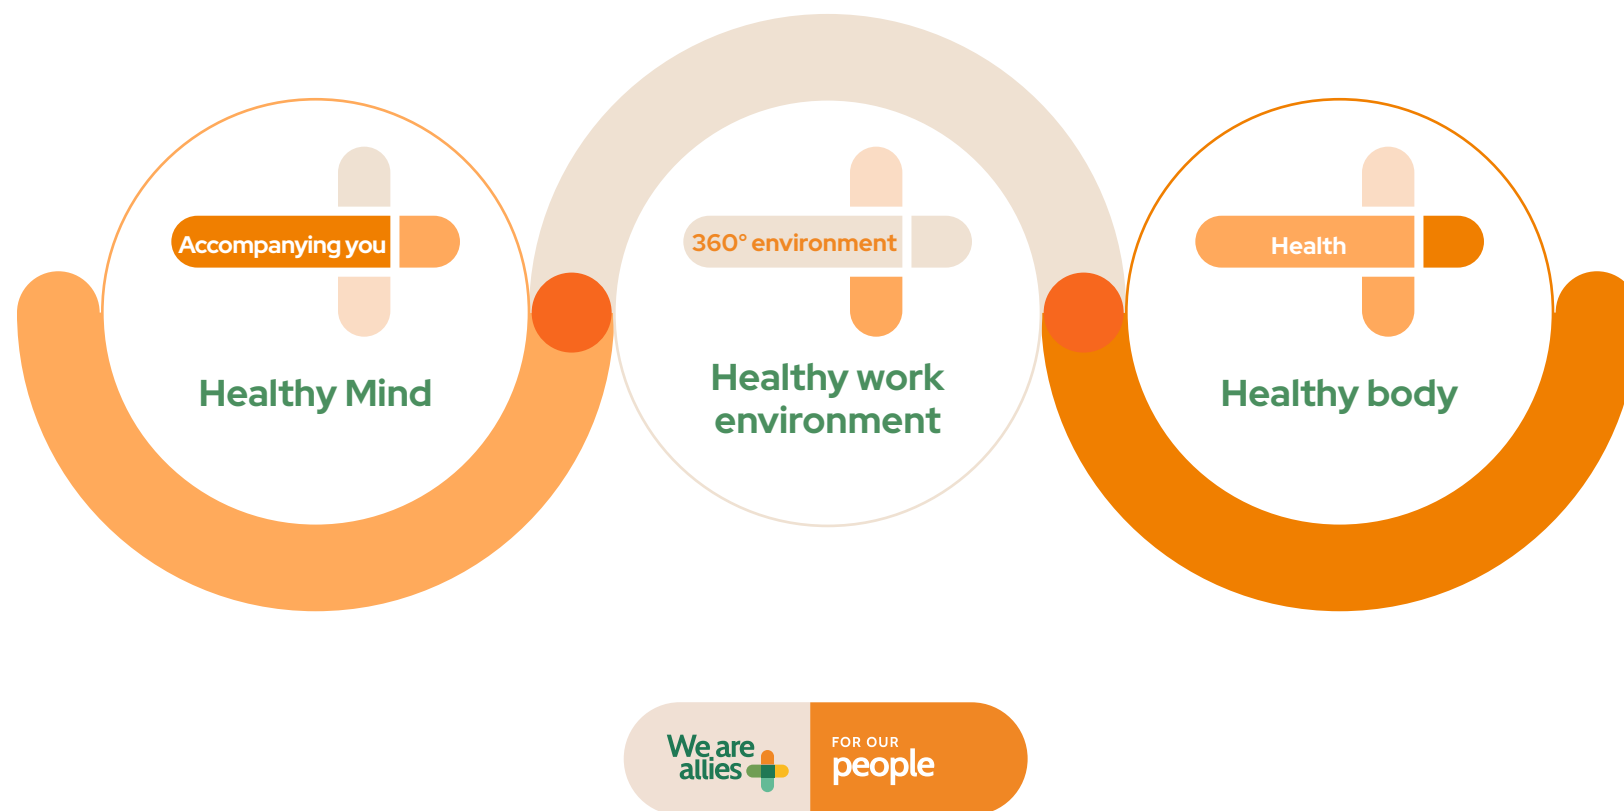 Accompanying you
Healthy Mind
360° environment
Healthy work
environment
Health
Healthy body
We are
allies
FOR OUR
people